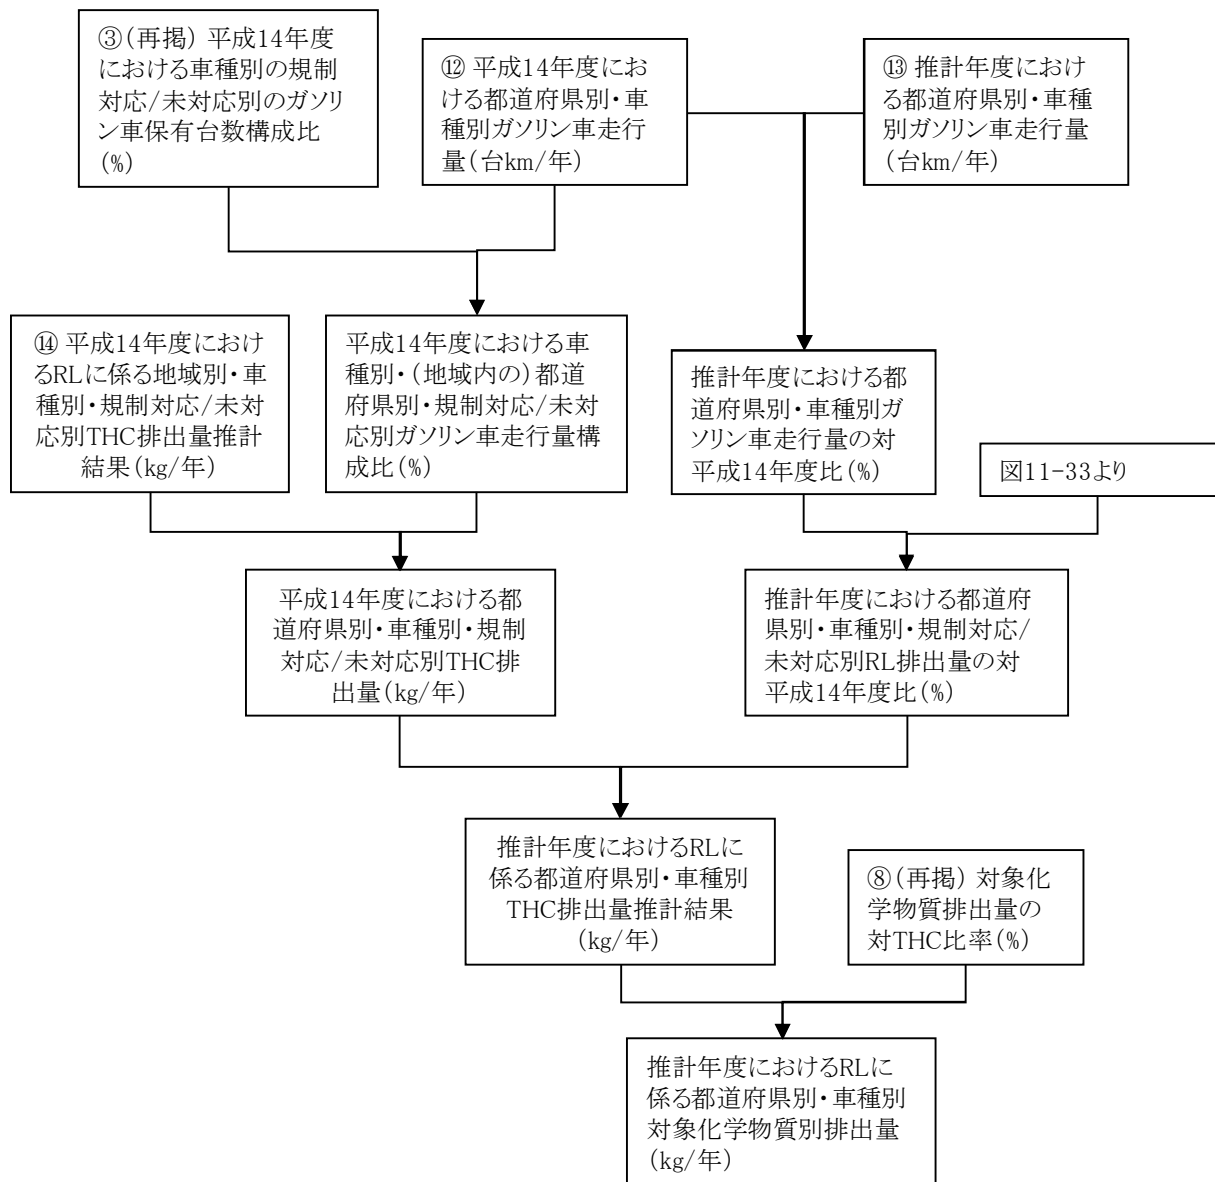 ③(再掲) 平成14年度
における車種別の規制
対応/未対応別のガソリ
ン車保有台数構成比
(%)
⑫ 平成14年度にお
ける都道府県別・車
種別ガソリン車走行
量(台km/年)
⑬ 推計年度におけ
る都道府県別・車種
別ガソリン車走行量
(台km/年)
⑭ 平成14年度におけ
るRLに係る地域別・車
種別・規制対応/未対
応別THC排出量推計
結果(kg/年)
平成14年度における車
種別・(地域内の)都道
府県別・規制対応/未対
応別ガソリン車走行量構
成比(%)
推計年度における都
道府県別・車種別ガ
ソリン車走行量の対
平成14年度比(%)
図11-33より
平成14年度における都
道府県別・車種別・規制
対応/未対応別THC排
出量(kg/年)
推計年度における都道府
県別・車種別・規制対応/
未対応別RL排出量の対
平成14年度比(%)
推計年度におけるRLに
係る都道府県別・車種別
THC排出量推計結果
(kg/年)
⑧(再掲) 対象化
学物質排出量の
対THC比率(%)
推計年度におけるRLに
係る都道府県別・車種別
対象化学物質別排出量
(kg/年)